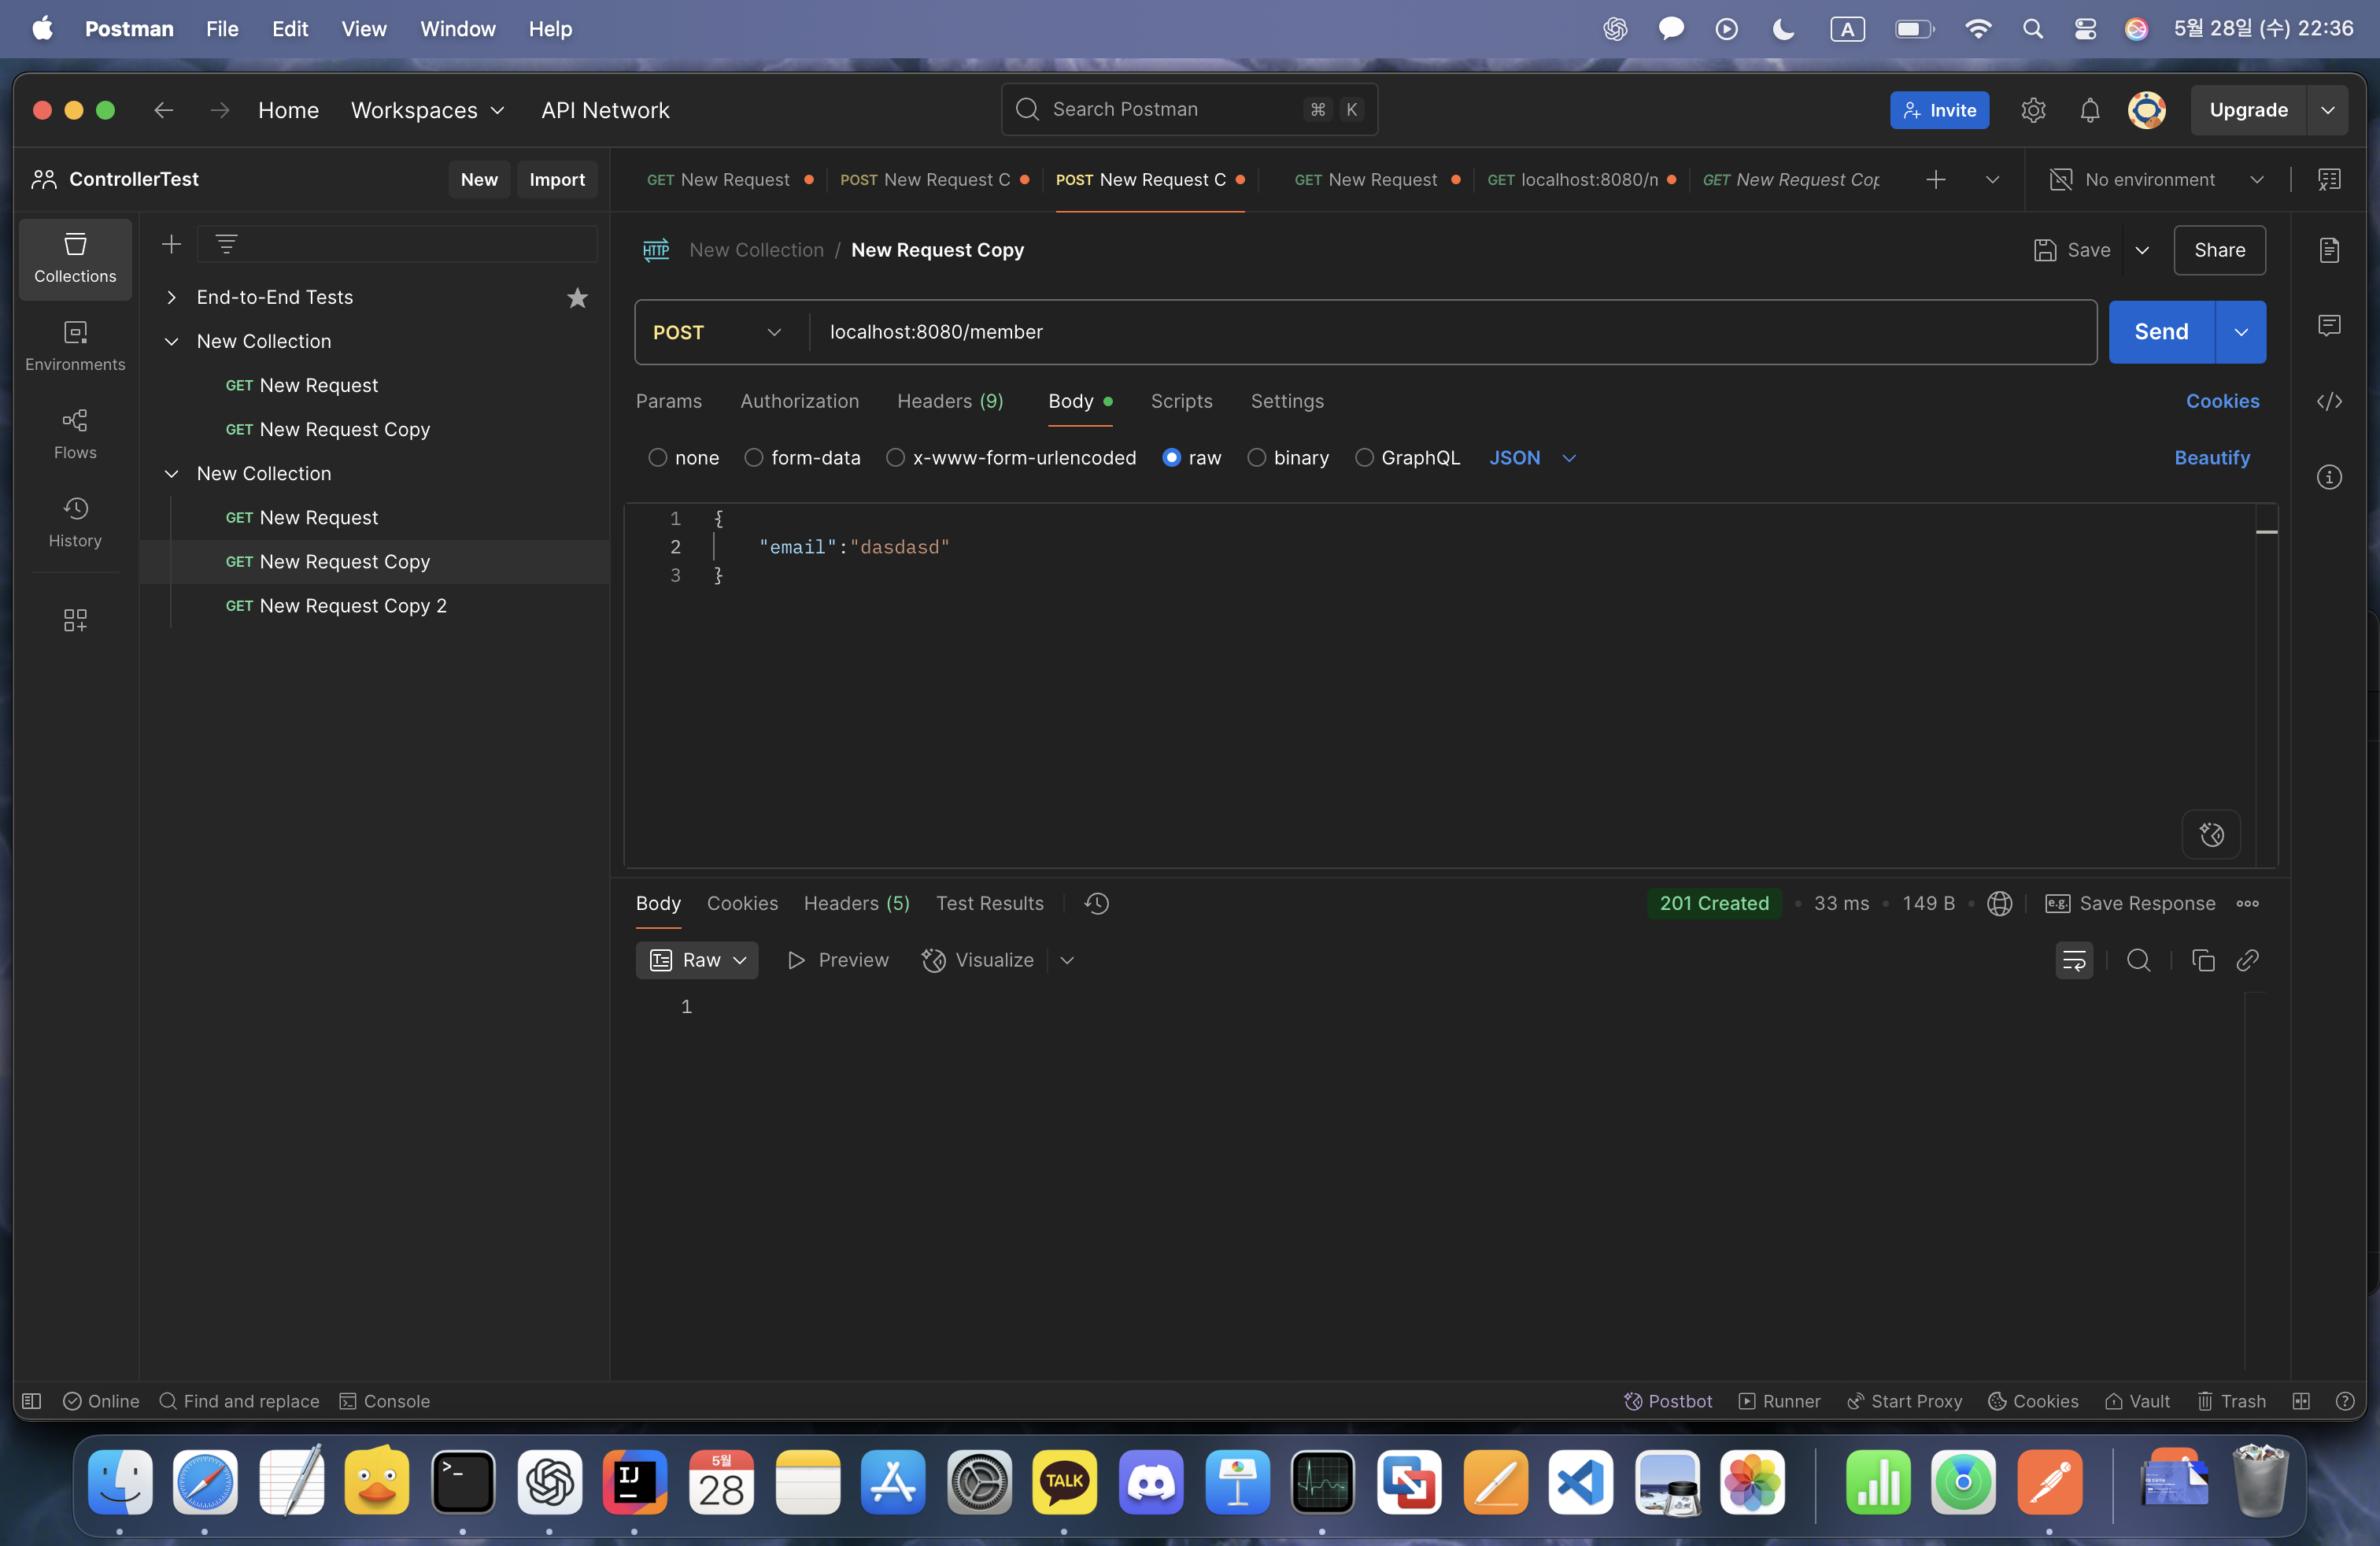 Postman File Edit View Window Help A 5월 28일 (수) 22:36
Home Workspaces API Network Search Postman ⌘ K Invite Upgrade
ControllerTest New Import
GET New Request POST New Request C POST New Request C GET New Request GET localhost:8080/r GET New Request Cop No environment
Collections
Environments
Flows
History
End-to-End Tests
New Collection
GET New Request
GET New Request Copy
New Collection
GET New Request
GET New Request Copy
GET New Request Copy 2
HTTP New Collection / New Request Copy Save Share
POST localhost:8080/member Send
Params Authorization Headers (9) Body Scripts Settings Cookies
none form-data x-www-form-urlencoded raw binary GraphQL JSON Beautify
1 {
2 "email":"dasdasd"
3 }
Body Cookies Headers (5) Test Results 201 Created • 33 ms • 149 B • e.g. Save Response
Raw Preview Visualize
1
Online Find and replace Console Postbot Runner Start Proxy Cookies Vault Trash
>_ IJ 5월 28 TALK